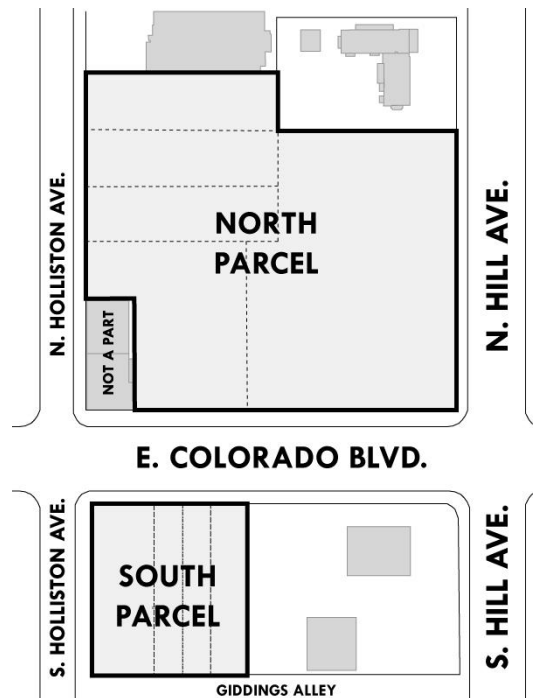 N. HOLLISTON AVE.
NORTH
PARCEL
N. HILL AVE.
NOT A PART
E. COLORADO BLVD.
S. HOLLISTON AVE.
SOUTH
PARCEL
S. HILL AVE.
GIDDINGS ALLEY